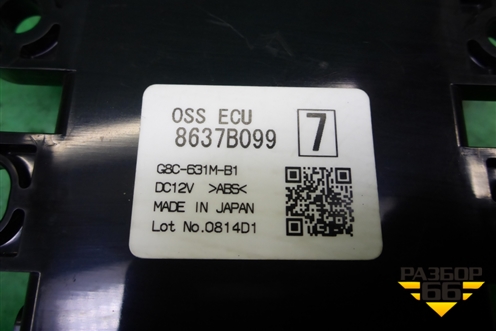 OSS ECU
8637B099
7
G8C-631M-B1
DC12V >ABS<
MADE IN JAPAN
Lot No.0814D1
РАЗБОР
66